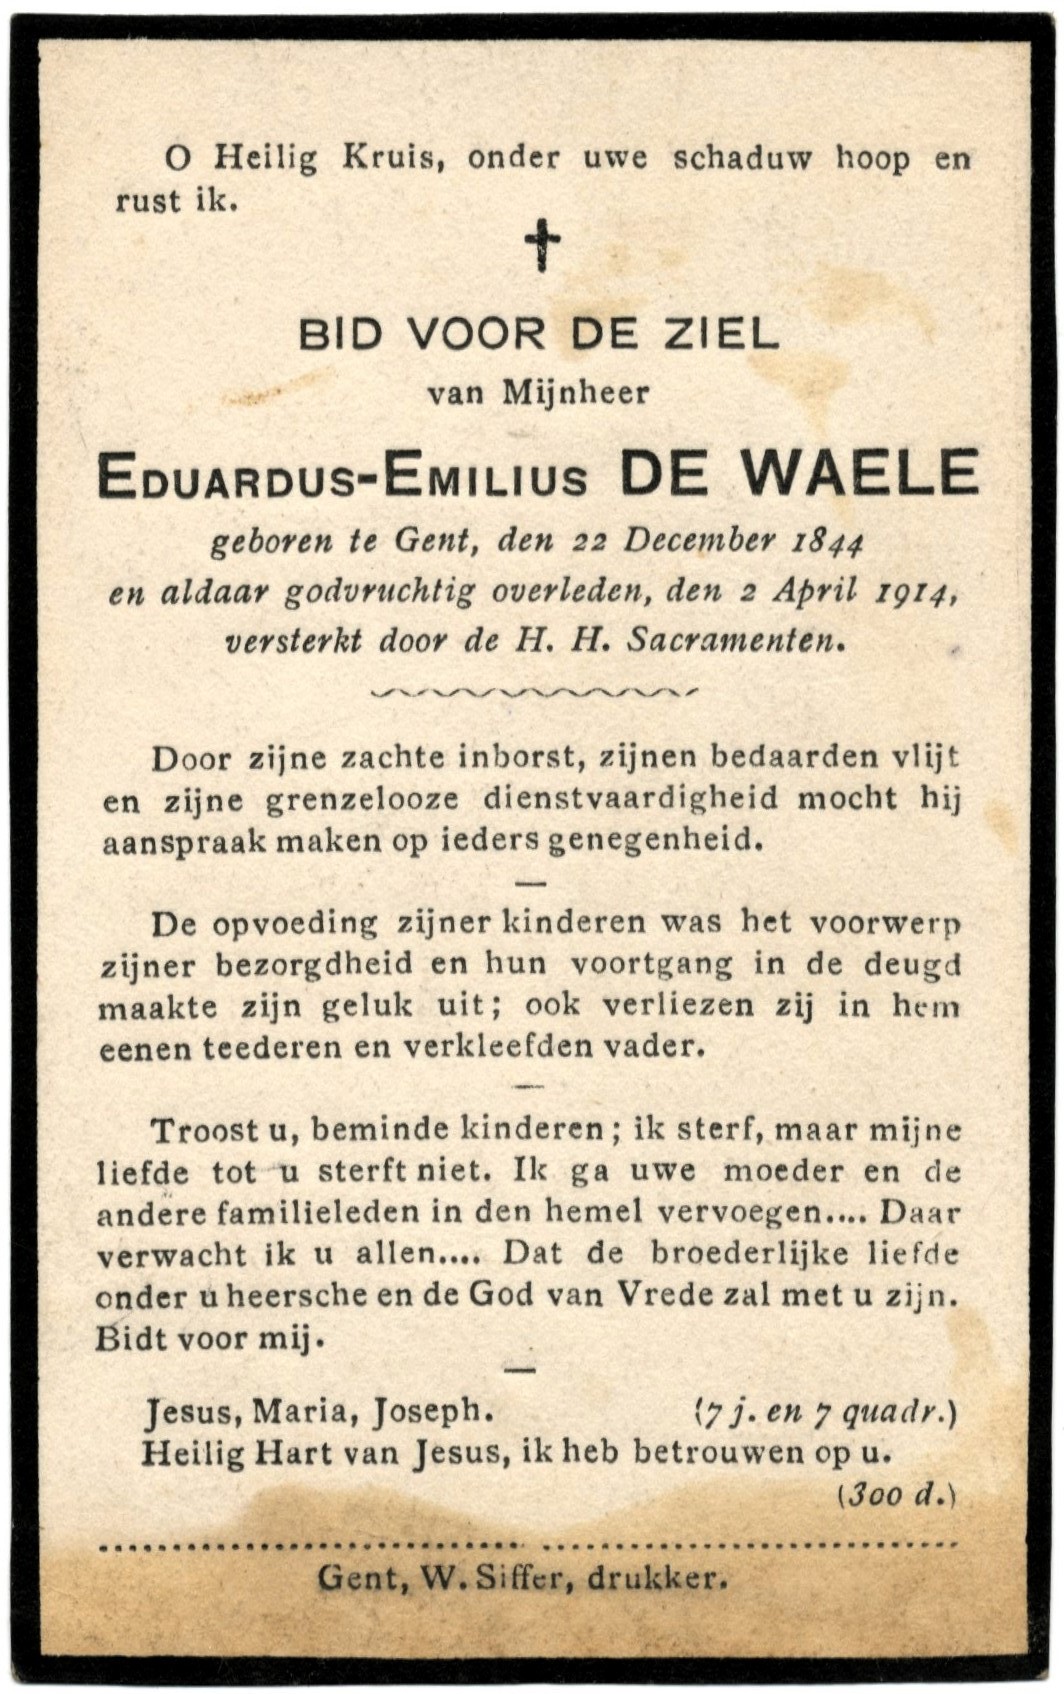 O Heilig Kruis, onder uwe schaduw hoop en
rust ik.
BID VOOR DE ZIEL
van Mijnheer
EDUARDUS-EMILIUS DE WAELE
geboren te Gent, den 22 December 1844
en aldaar godvruchtig overleden, den 2 April 1914,
versterkt door de H. H. Sacramenten.
Door zijne zachte inborst, zijnen bedaarden vlijt
en zijne grenzelooze dienstvaardigheid mocht hij
aanspraak maken op ieders genegenheid.
—
De opvoeding zijner kinderen was het voorwerp
zijner bezorgdheid en hun voortgang in de deugd
maakte zijn geluk uit; ook verliezen zij in hem
eenen teederen en verkleefden vader.
—
Troost u, beminde kinderen; ik sterf, maar mijne
liefde tot u sterft niet. Ik ga uwe moeder en de
andere familieleden in den hemel vervoegen.... Daar
verwacht ik u allen.... Dat de broederlijke liefde
onder u heersche en de God van Vrede zal met u zijn.
Bidt voor mij.
—
Jesus, Maria, Joseph. (7 j. en 7 quadr.)
Heilig Hart van Jesus, ik heb betrouwen op u.
(300 d.)
Gent, W. Siffer, drukker.